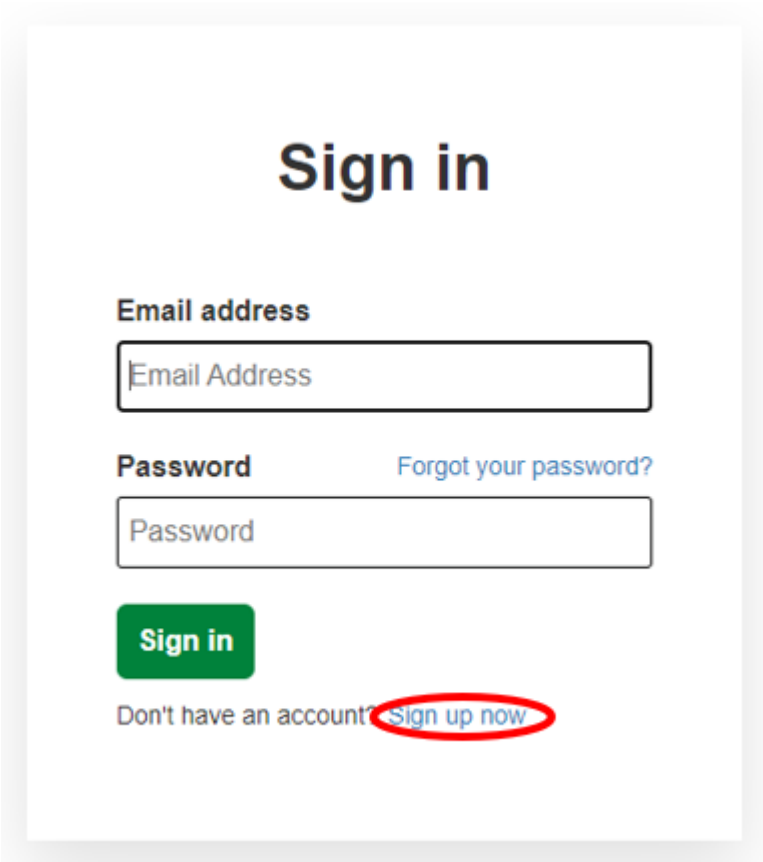 Sign in
Email address
Email Address
Password Forgot your password?
Password
Sign in
Don't have an account? Sign up now